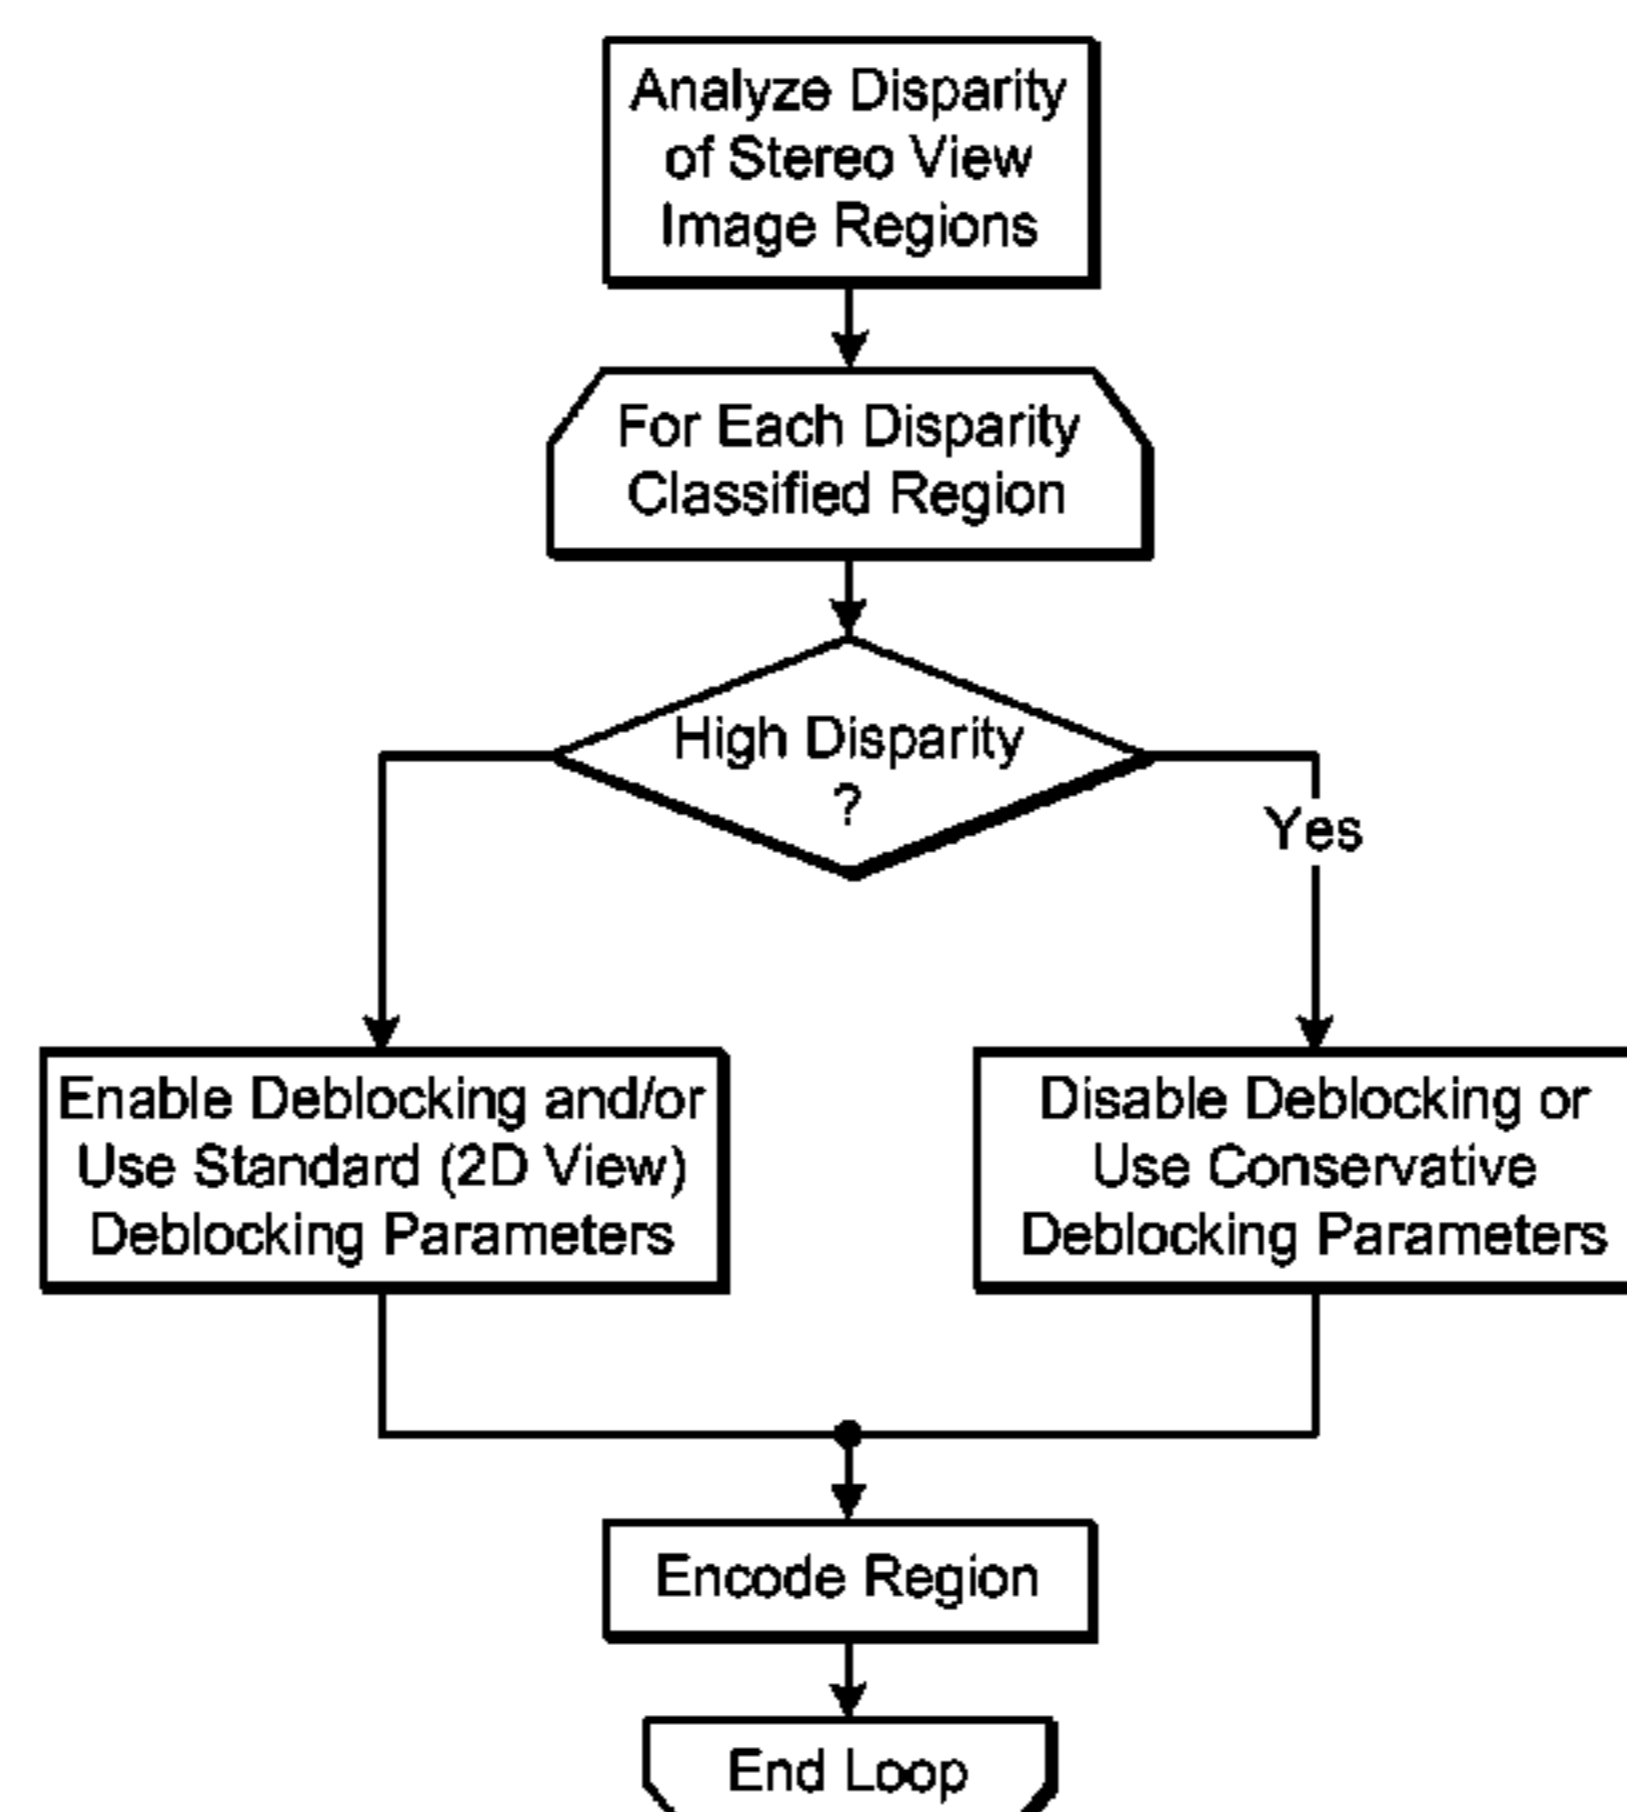 Analyze Disparity
of Stereo View
Image Regions
For Each Disparity
Classified Region
High Disparity
?
Yes
Enable Deblocking and/or
Use Standard (2D View)
Deblocking Parameters
Disable Deblocking or
Use Conservative
Deblocking Parameters
Encode Region
End Loop